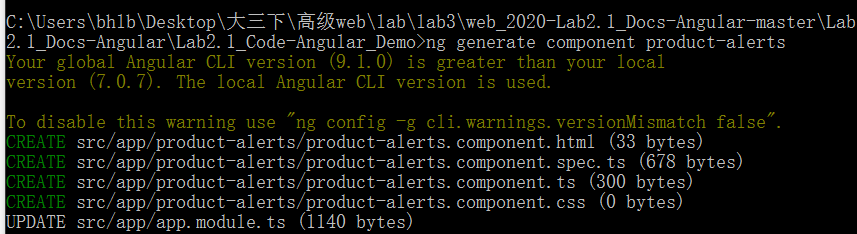 C:\Users\bhlb\Desktop\大三下\高级web\lab\lab3\web_2020-Lab2.1_Docs-Angular-master\Lab
2.1_Docs-Angular\Lab2.1_Code-Angular_Demo>ng generate component product-alerts
Your global Angular CLI version (9.1.0) is greater than your local
version (7.0.7). The local Angular CLI version is used.
To disable this warning use "ng config -g cli.warnings.versionMismatch false".
CREATE src/app/product-alerts/product-alerts.component.html (33 bytes)
CREATE src/app/product-alerts/product-alerts.component.spec.ts (678 bytes)
CREATE src/app/product-alerts/product-alerts.component.ts (300 bytes)
CREATE src/app/product-alerts/product-alerts.component.css (0 bytes)
UPDATE src/app/app.module.ts (1140 bytes)